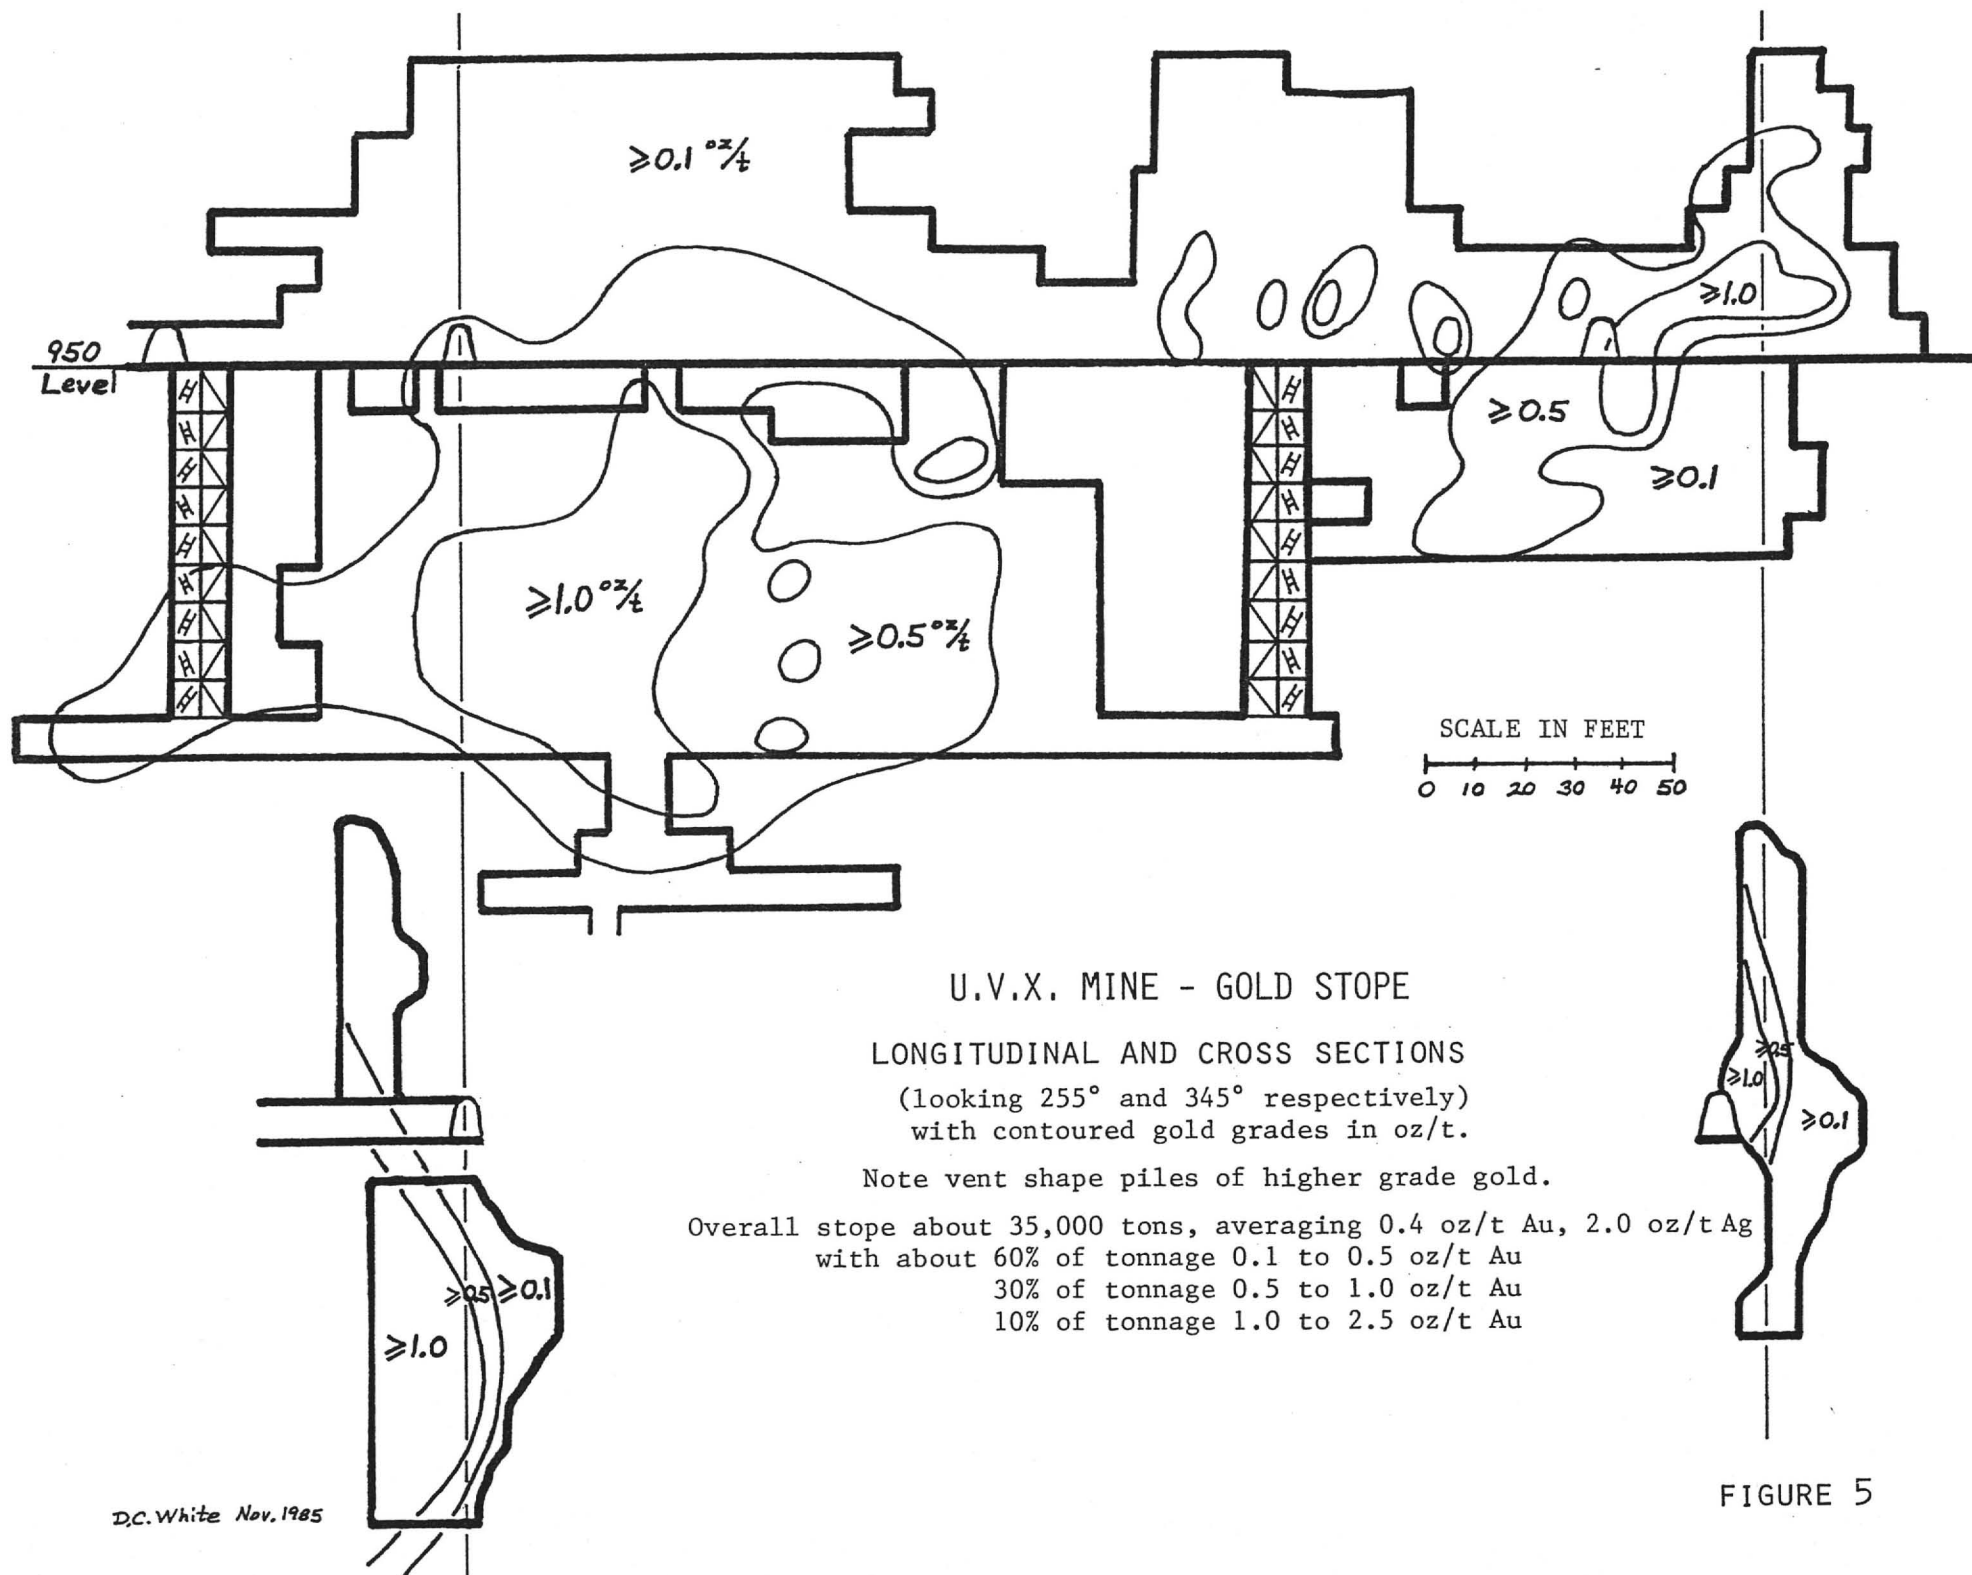 ≥0.1 oz/t
≥1.0
950
Level
≥0.5
≥0.1
≥1.0 oz/t
≥0.5 oz/t
SCALE IN FEET
0 10 20 30 40 50
U.V.X. MINE - GOLD STOPE
LONGITUDINAL AND CROSS SECTIONS
(looking 255° and 345° respectively)
with contoured gold grades in oz/t.
Note vent shape piles of higher grade gold.
Overall stope about 35,000 tons, averaging 0.4 oz/t Au, 2.0 oz/t Ag
with about 60% of tonnage 0.1 to 0.5 oz/t Au
30% of tonnage 0.5 to 1.0 oz/t Au
10% of tonnage 1.0 to 2.5 oz/t Au
≥0.5
≥1.0
≥0.1
≥0.5 ≥0.1
≥1.0
D.C. White Nov. 1985
FIGURE 5